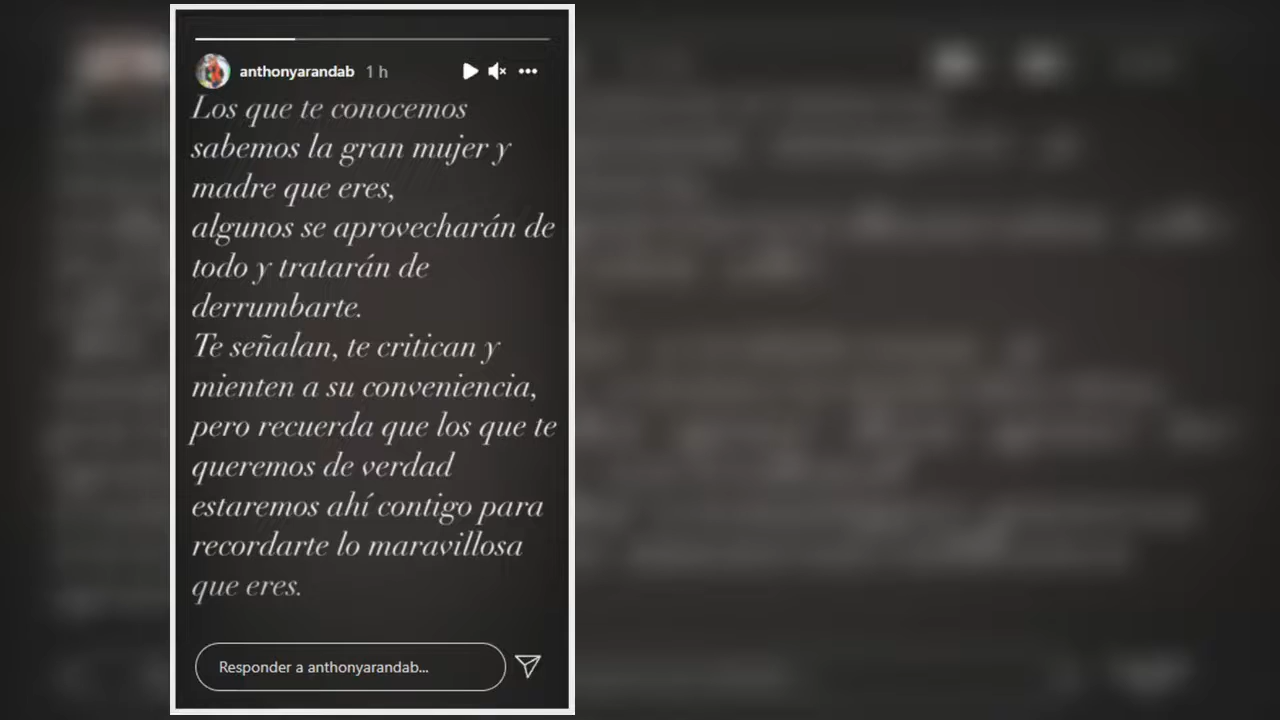 anthonyarandab 1 h
Los que te conocemos
sabemos la gran mujer y
madre que eres,
algunos se aprovecharán de
todo y tratarán de
derrumbarte.
Te señalan, te critican y
mienten a su conveniencia,
pero recuerda que los que te
queremos de verdad
estaremos ahí contigo para
recordarte lo maravillosa
que eres.
Responder a anthonyarandab...